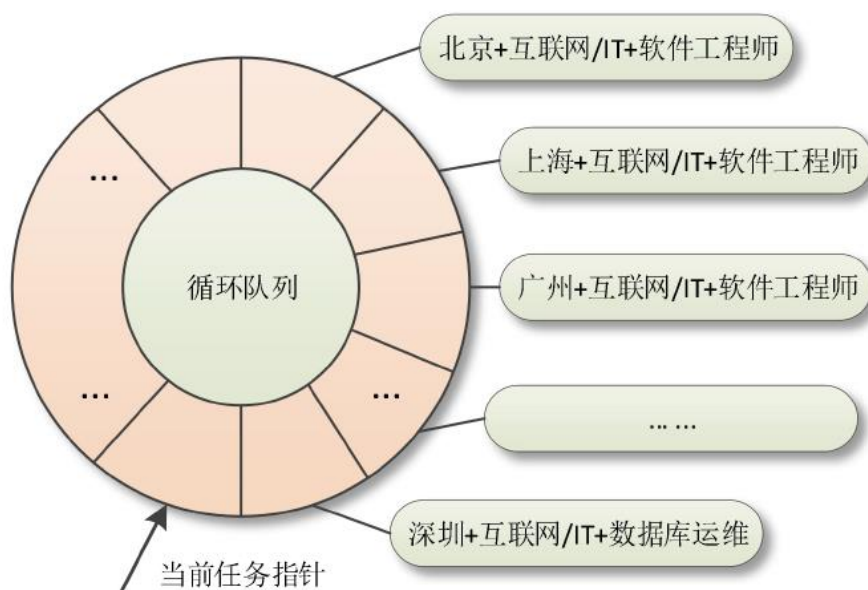 北京+互联网/IT+软件工程师
上海+互联网/IT+软件工程师
...
循环队列
广州+互联网/IT+软件工程师
...
...
... ...
深圳+互联网/IT+数据库运维
当前任务指针